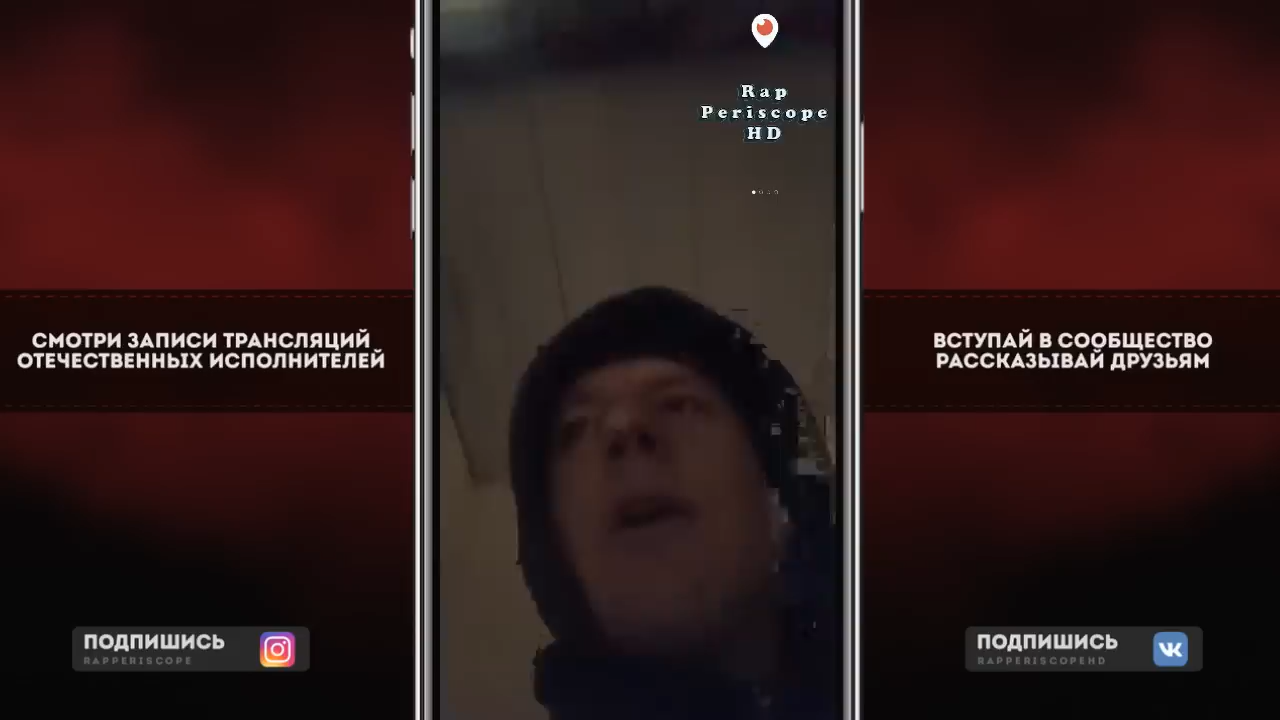 Rap
Periscope
HD
СМОТРИ ЗАПИСИ ТРАНСЛЯЦИЙ
ОТЕЧЕСТВЕННЫХ ИСПОЛНИТЕЛЕЙ
ВСТУПАЙ В СООБЩЕСТВО
РАССКАЗЫВАЙ ДРУЗЬЯМ
ПОДПИШИСЬ
RAPPERISCOPE
ПОДПИШИСЬ
RAPPERISCOPEHD